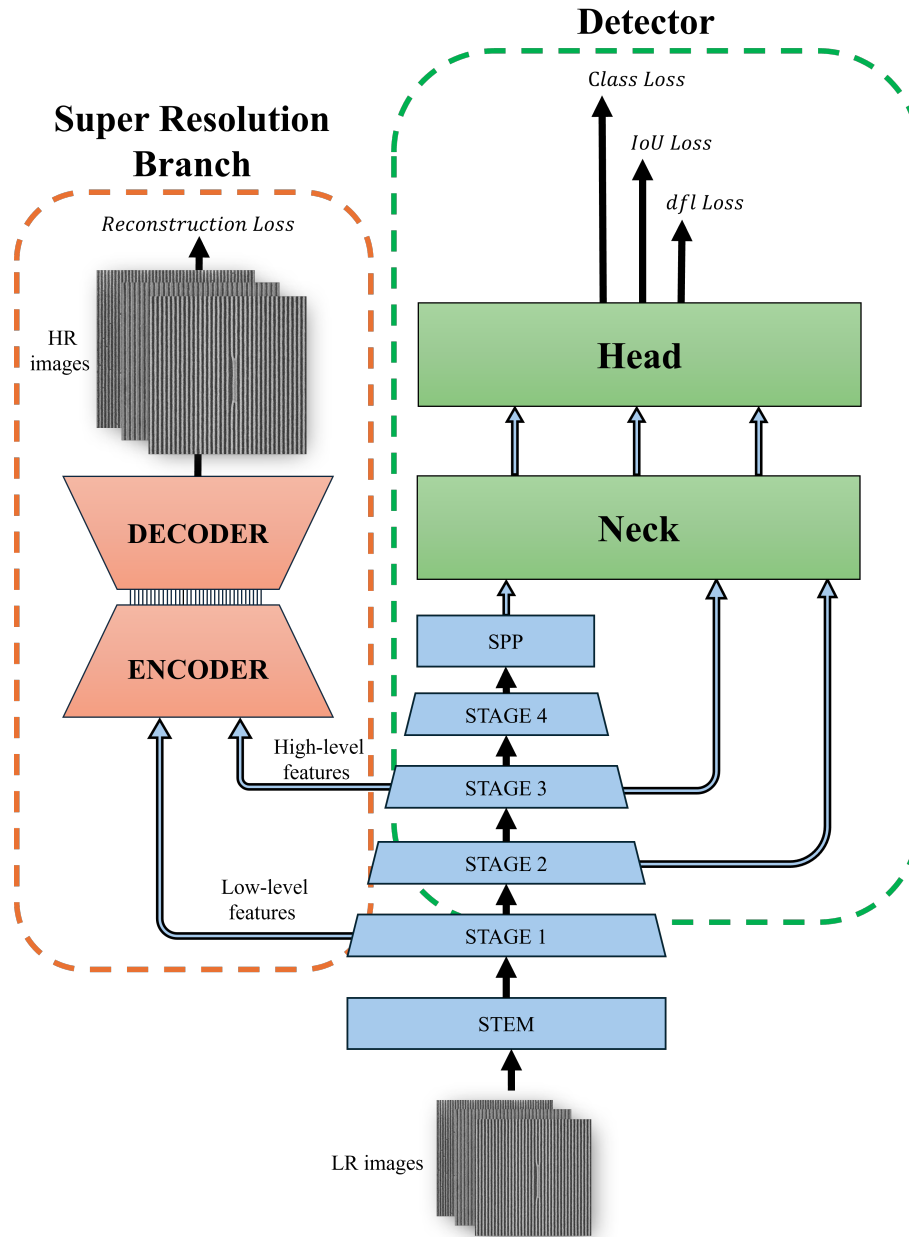 Detector
Class Loss
IoU Loss
dfl Loss
Super Resolution
Branch
Reconstruction Loss
HR
images
Head
DECODER
Neck
ENCODER
SPP
STAGE 4
High-level
features
STAGE 3
STAGE 2
Low-level
features
STAGE 1
STEM
LR images